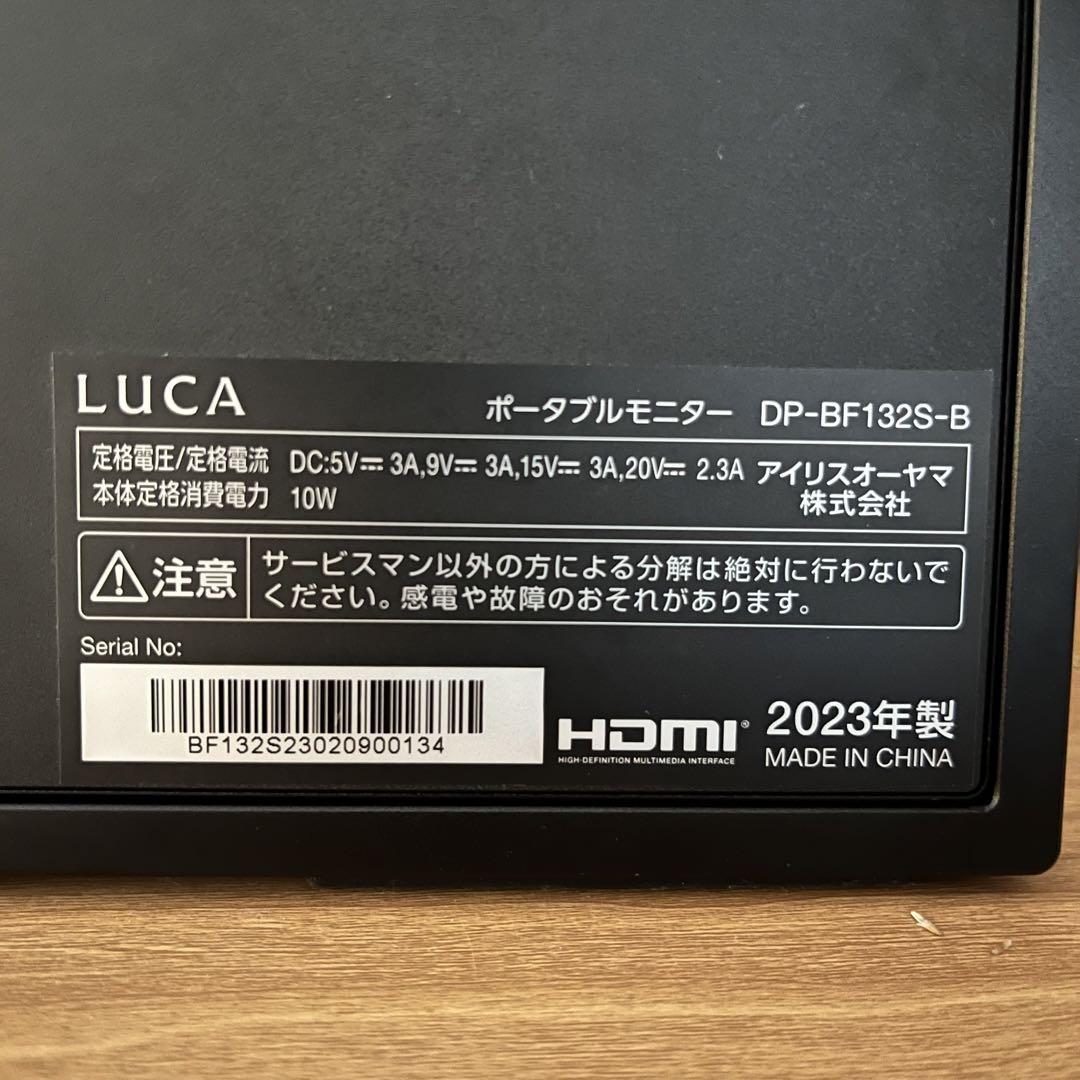 LUCA
ポータブルモニター DP-BF132S-B
定格電圧/定格電流 DC:5V⎓3A,9V⎓3A,15V⎓3A,20V⎓2.3A アイリスオーヤマ
本体定格消費電力 10W 株式会社
注意 サービスマン以外の方による分解は絶対に行わないで
ください。感電や故障のおそれがあります。
Serial No:
BF132S23020900134
HDMI®
HIGH-DEFINITION MULTIMEDIA INTERFACE
2023年製
MADE IN CHINA